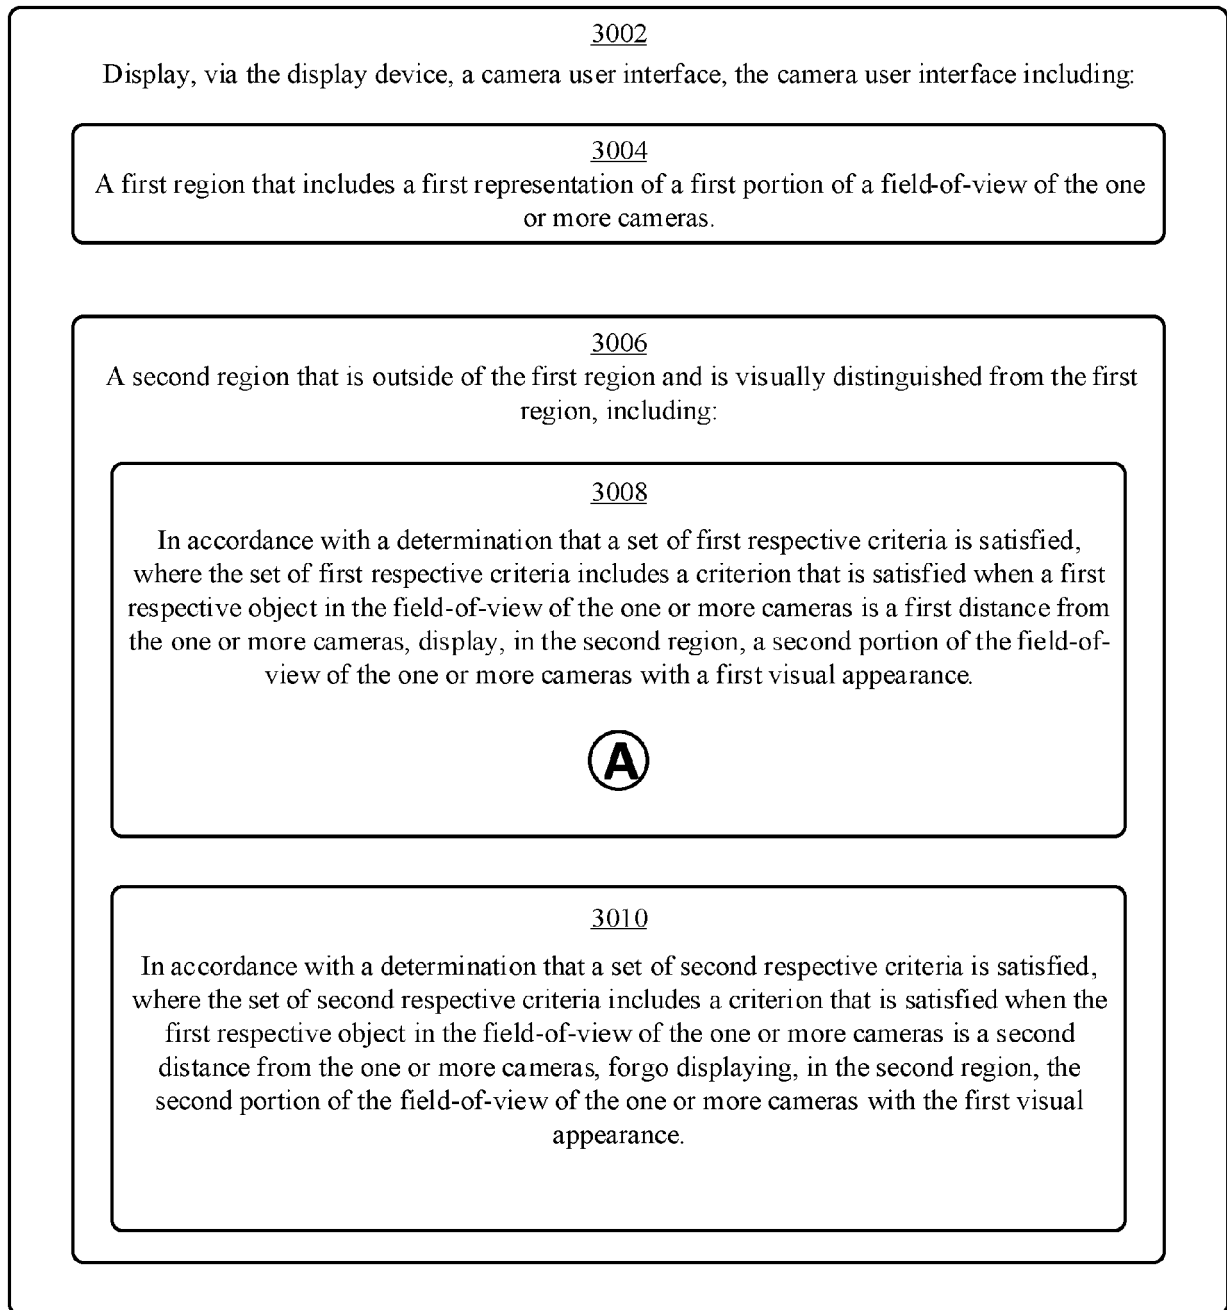 3002
Display, via the display device, a camera user interface, the camera user interface including:
3004
A first region that includes a first representation of a first portion of a field-of-view of the one
or more cameras.
3006
A second region that is outside of the first region and is visually distinguished from the first
region, including:
3008
In accordance with a determination that a set of first respective criteria is satisfied,
where the set of first respective criteria includes a criterion that is satisfied when a first
respective object in the field-of-view of the one or more cameras is a first distance from
the one or more cameras, display, in the second region, a second portion of the field-of-
view of the one or more cameras with a first visual appearance.
A
3010
In accordance with a determination that a set of second respective criteria is satisfied,
where the set of second respective criteria includes a criterion that is satisfied when the
first respective object in the field-of-view of the one or more cameras is a second
distance from the one or more cameras, forgo displaying, in the second region, the
second portion of the field-of-view of the one or more cameras with the first visual
appearance.